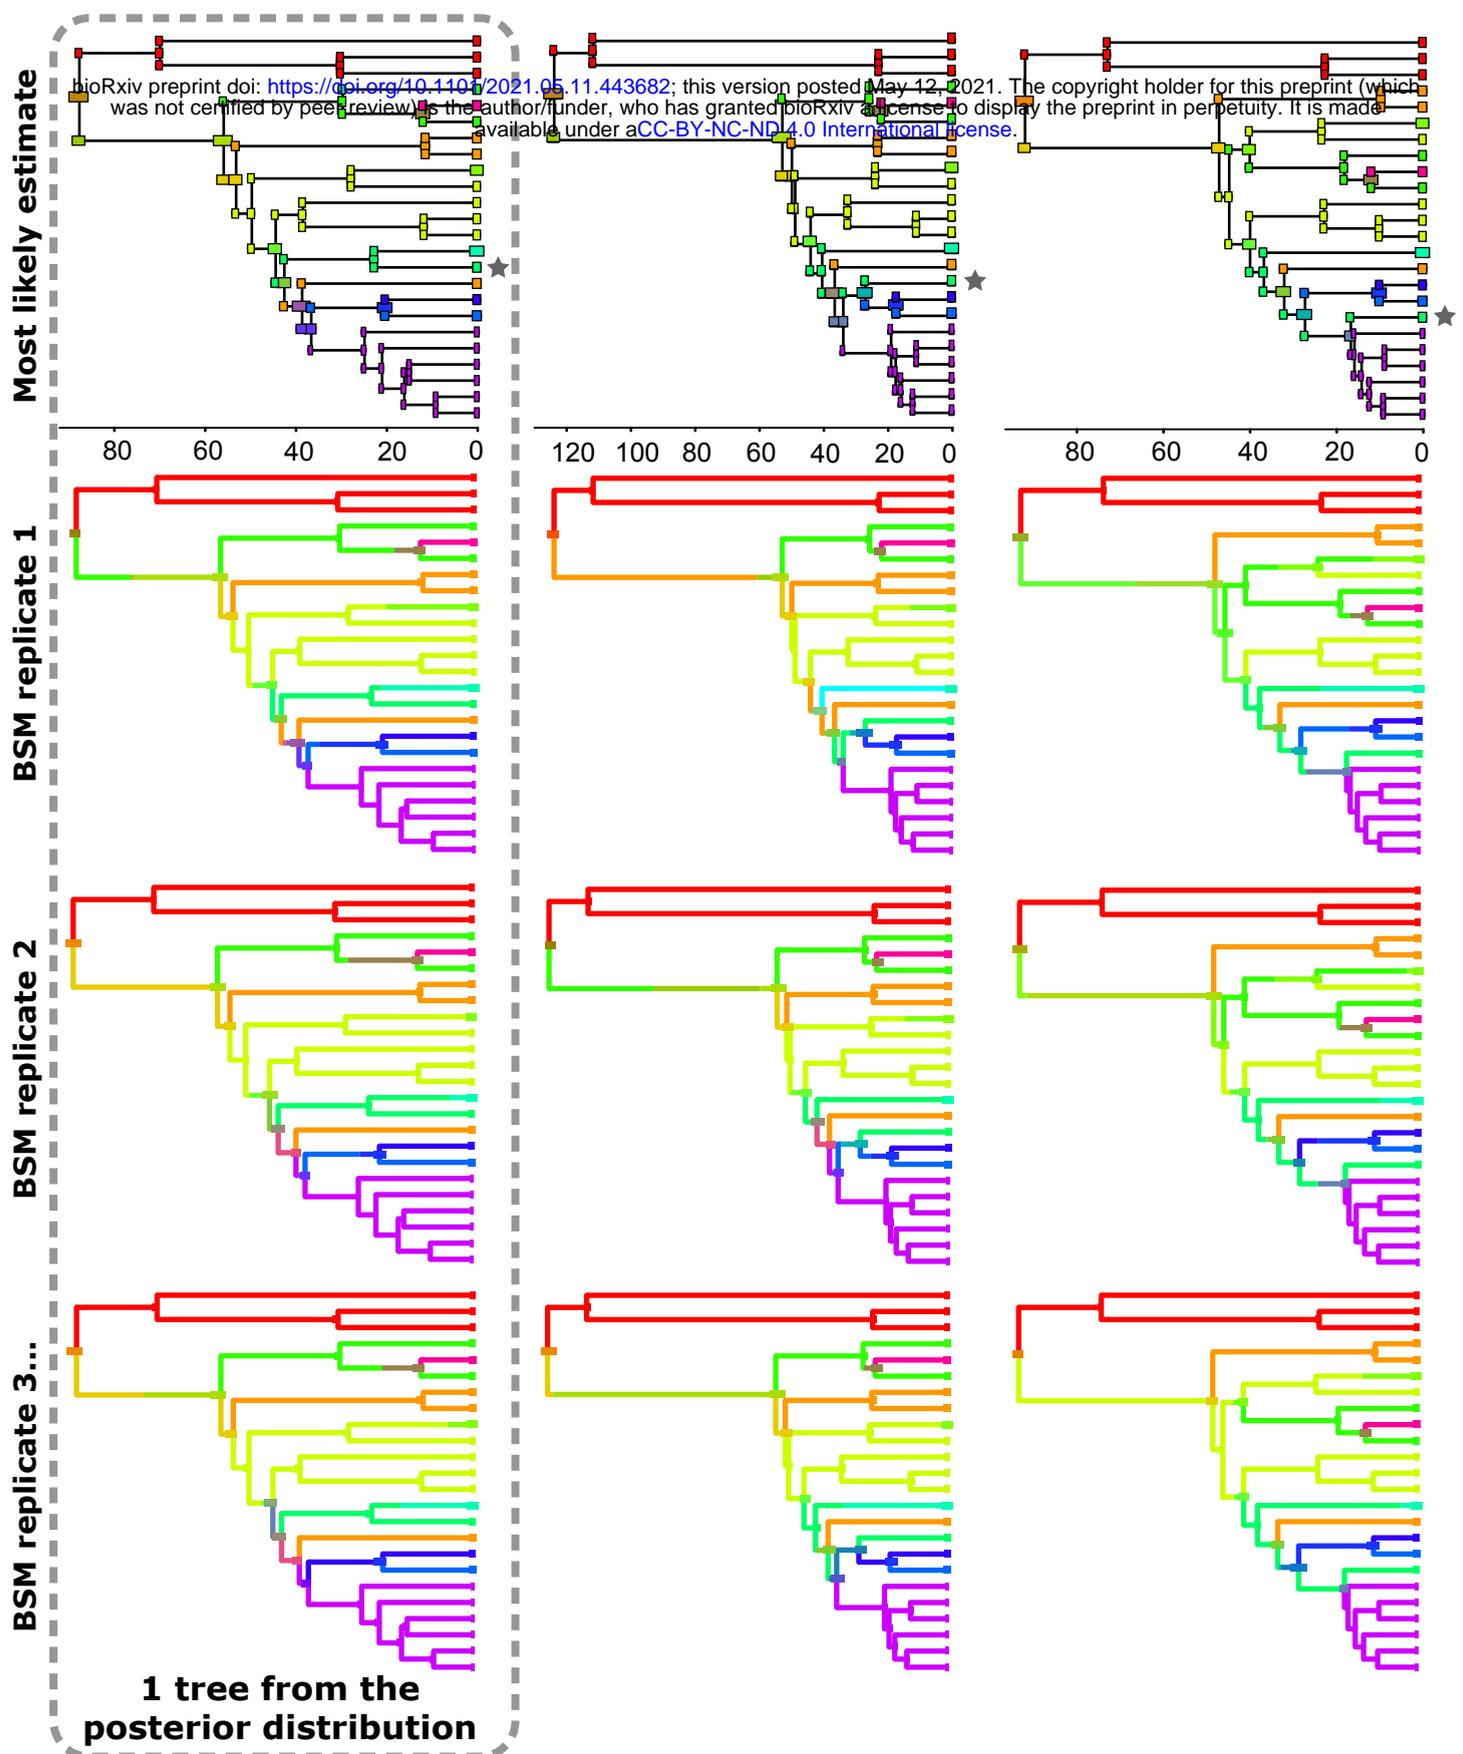 bioRxiv preprint doi: https://doi.org/10.1101/2021.05.11.443682; this version posted May 12, 2021. The copyright holder for this preprint (which
was not certified by peer review) is the author/funder, who has granted bioRxiv a license to display the preprint in perpetuity. It is made
available under aCC-BY-NC-ND 4.0 International license.
Most likely estimate
80 60 40 20 0
120 100 80 60 40 20 0
80 60 40 20 0
BSM replicate 1
BSM replicate 2
BSM replicate 3...
1 tree from the
posterior distribution